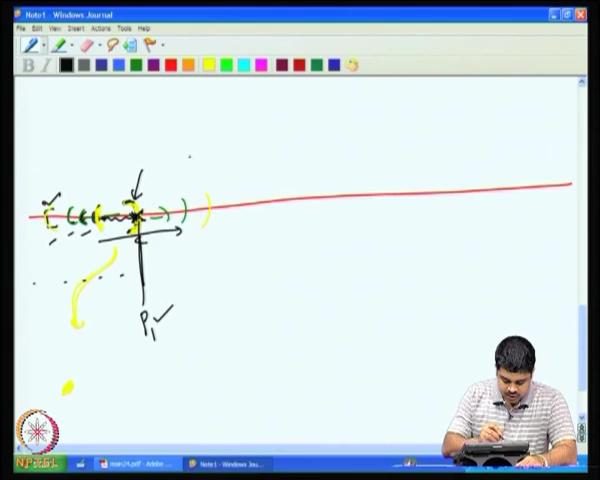 Note1 - Windows Journal
File Edit View Insert Actions Tools Help
B I
P1
NPTEL
Note1 - Windows Jou...